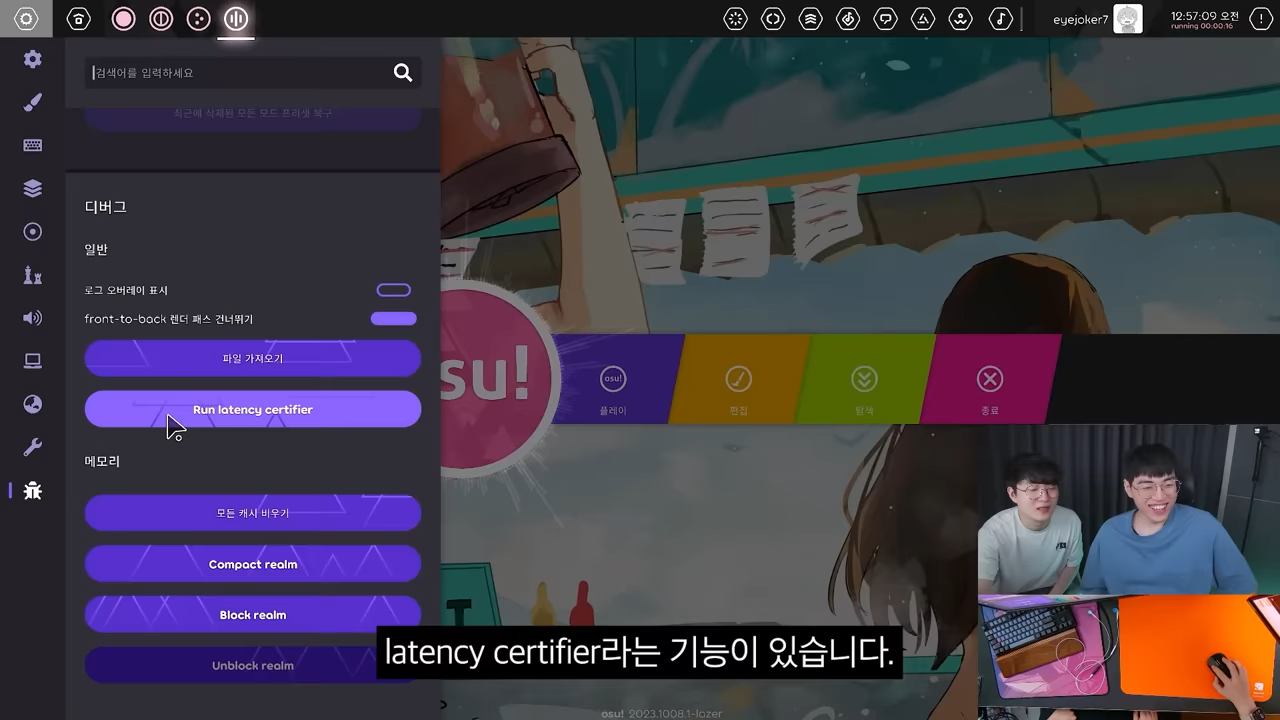 eyejoker7
12:57:09 오전
running 00:00:16
검색어를 입력하세요
최근에 삭제된 모든 모드 프리셋 복구
디버그
일반
로그 오버레이 표시
front-to-back 렌더 패스 건너뛰기
파일 가져오기
Run latency certifier
메모리
모든 캐시 비우기
Compact realm
Block realm
Unblock realm
su!
osu!
플레이
편집
탐색
종료
latency certifier라는 기능이 있습니다.
osu! 2023.1008.1-lazer